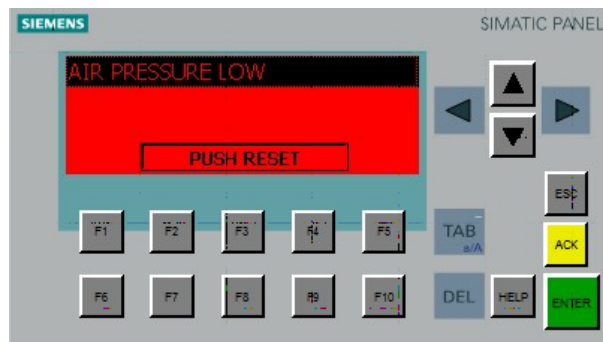 SIEMENS
SIMATIC PANEL
AIR PRESSURE LOW
PUSH RESET
ESC
F1 F2 F3 F4 F5 TAB a/A ACK
F6 F7 F8 F9 F10 DEL HELP ENTER